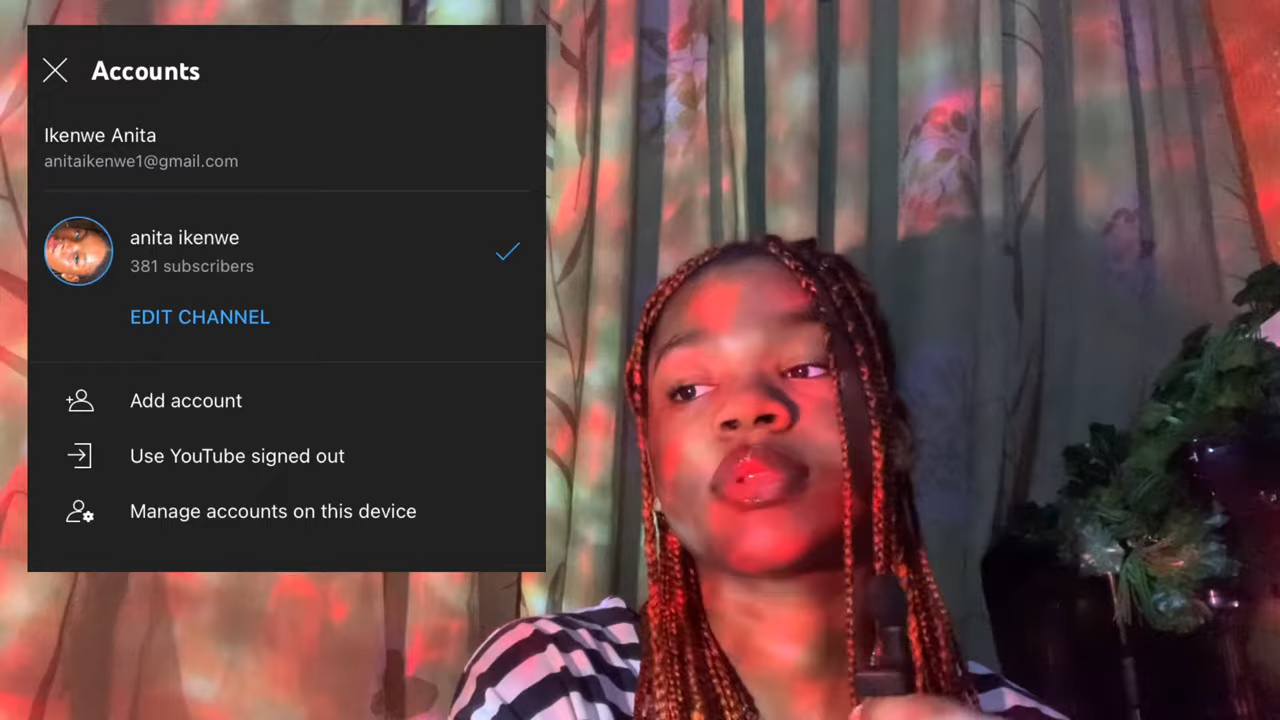 Accounts
Ikenwe Anita
anitaikenwe1@gmail.com
anita ikenwe
381 subscribers
EDIT CHANNEL
Add account
Use YouTube signed out
Manage accounts on this device